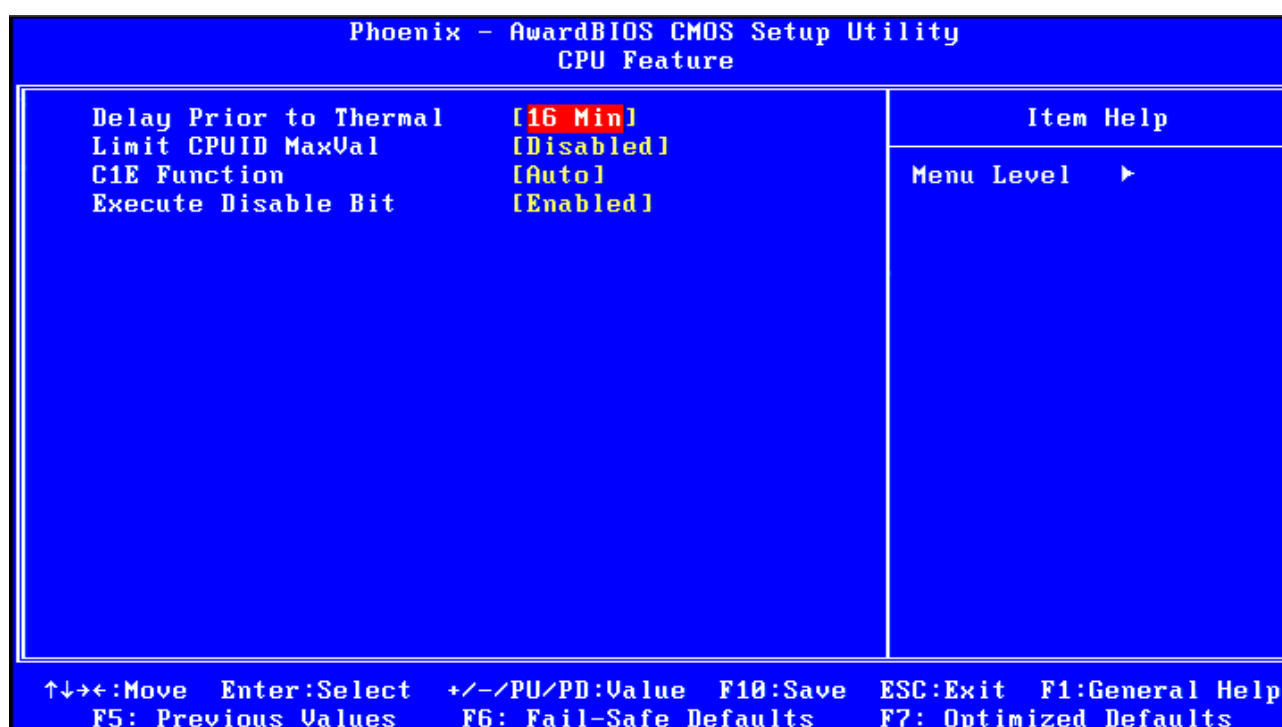 Phoenix - AwardBIOS CMOS Setup Utility
CPU Feature
Delay Prior to Thermal [16 Min]
Limit CPUID MaxVal [Disabled]
C1E Function [Auto]
Execute Disable Bit [Enabled]
Item Help
Menu Level ►
↑↓→←:Move Enter:Select +/-/PU/PD:Value F10:Save ESC:Exit F1:General Help
F5: Previous Values F6: Fail-Safe Defaults F7: Optimized Defaults